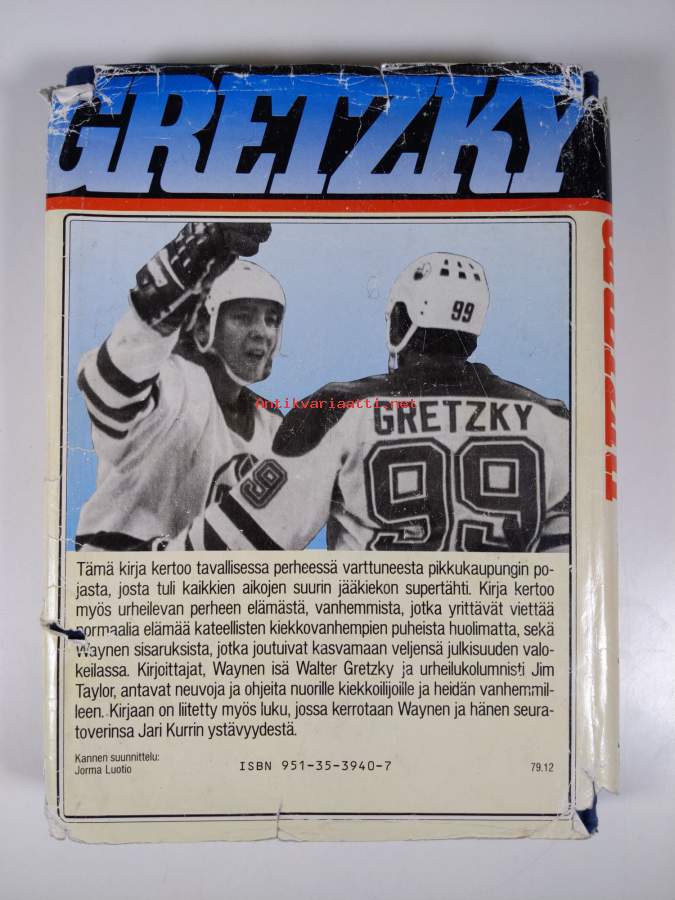 GRETZKY
99
Antikvariaatti.net
GRETZKY
99
9
Tämä kirja kertoo tavallisessa perheessä varttuneesta pikkukaupungin po-
jasta, josta tuli kaikkien aikojen suurin jääkiekon supertähti. Kirja kertoo
myös urheilevan perheen elämästä, vanhemmista, jotka yrittävät viettää
normaalia elämää kateellisten kiekkovanhempien puheista huolimatta, sekä
Waynen sisaruksista, jotka joutuivat kasvamaan veljensä julkisuuden valo-
keilassa. Kirjoittajat, Waynen isä Walter Gretzky ja urheilukolumnisti Jim
Taylor, antavat neuvoja ja ohjeita nuorille kiekkoilijoille ja heidän vanhemmil-
leen. Kirjaan on liitetty myös luku, jossa kerrotaan Waynen ja hänen seura-
toverinsa Jari Kurrin ystävyydestä.
Kannen suunnittelu:
Jorma Luotio
ISBN 951-35-3940-7
79.12